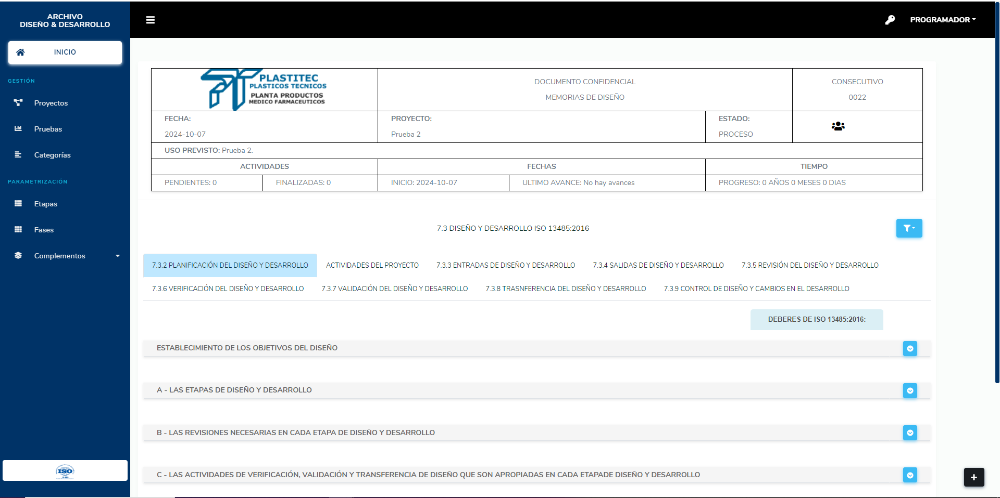 ARCHIVO
DISEÑO & DESARROLLO
INICIO
GESTIÓN
Proyectos
Pruebas
Categorías
PARAMETRIZACIÓN
Etapas
Fases
Complementos
ISO
PROGRAMADOR
PLASTITEC
PLASTICOS TECNICOS
PLANTA PRODUCTOS
MEDICO FARMACEUTICOS
DOCUMENTO CONFIDENCIAL
MEMORIAS DE DISEÑO
CONSECUTIVO
0022
FECHA:
2024-10-07
PROYECTO:
Prueba 2
ESTADO:
PROCESO
USO PREVISTO: Prueba 2.
ACTIVIDADES
FECHAS
TIEMPO
PENDIENTES: 0
FINALIZADAS: 0
INICIO: 2024-10-07
ULTIMO AVANCE: No hay avances
PROGRESO: 0 AÑOS 0 MESES 0 DIAS
7.3 DISEÑO Y DESARROLLO ISO 13485:2016
7.3.2 PLANIFICACIÓN DEL DISEÑO Y DESARROLLO
ACTIVIDADES DEL PROYECTO
7.3.3 ENTRADAS DE DISEÑO Y DESARROLLO
7.3.4 SALIDAS DE DISEÑO Y DESARROLLO
7.3.5 REVISIÓN DEL DISEÑO Y DESARROLLO
7.3.6 VERIFICACIÓN DEL DISEÑO Y DESARROLLO
7.3.7 VALIDACIÓN DEL DISEÑO Y DESARROLLO
7.3.8 TRASNFERENCIA DEL DISEÑO Y DESARROLLO
7.3.9 CONTROL DE DISEÑO Y CAMBIOS EN EL DESARROLLO
DEBERES DE ISO 13485:2016:
ESTABLECIMIENTO DE LOS OBJETIVOS DEL DISEÑO
A - LAS ETAPAS DE DISEÑO Y DESARROLLO
B - LAS REVISIONES NECESARIAS EN CADA ETAPA DE DISEÑO Y DESARROLLO
C - LAS ACTIVIDADES DE VERIFICACIÓN, VALIDACIÓN Y TRANSFERENCIA DE DISEÑO QUE SON APROPIADAS EN CADA ETAPADE DISEÑO Y DESARROLLO